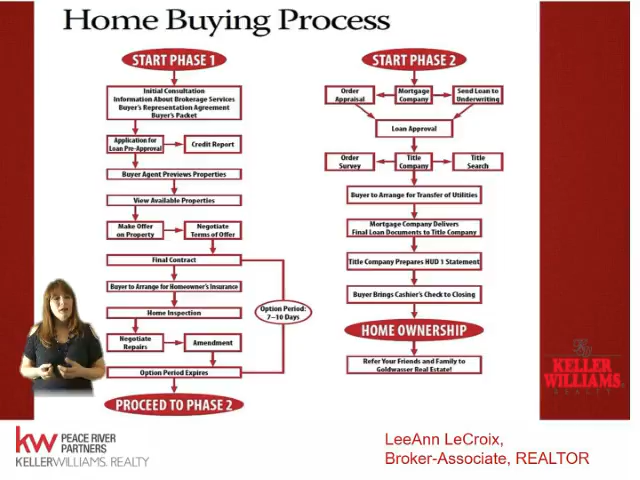 Home Buying Process
START PHASE 1
Initial Consultation
Information About Brokerage Services
Buyer's Representation Agreement
Buyer's Packet
Application for
Loan Pre-Approval
Credit Report
Buyer Agent Previews Properties
View Available Properties
Make Offer
on Property
Negotiate
Terms of Offer
Final Contract
Buyer to Arrange for Homeowner's Insurance
Option Period:
7–10 Days
Home Inspection
Negotiate
Repairs
Amendment
Option Period Expires
PROCEED TO PHASE 2
START PHASE 2
Order
Appraisal
Mortgage
Company
Send Loan to
Underwriting
Loan Approval
Order
Survey
Title
Company
Title
Search
Buyer to Arrange for Transfer of Utilities
Mortgage Company Delivers
Final Loan Documents to Title Company
Title Company Prepares HUD 1 Statement
Buyer Brings Cashier's Check to Closing
HOME OWNERSHIP
Refer Your Friends and Family to
Goldwasser Real Estate!
KELLER
WILLIAMS
REALTY
kw PEACE RIVER
PARTNERS
KELLERWILLIAMS. REALTY
LeeAnn LeCroix,
Broker-Associate, REALTOR